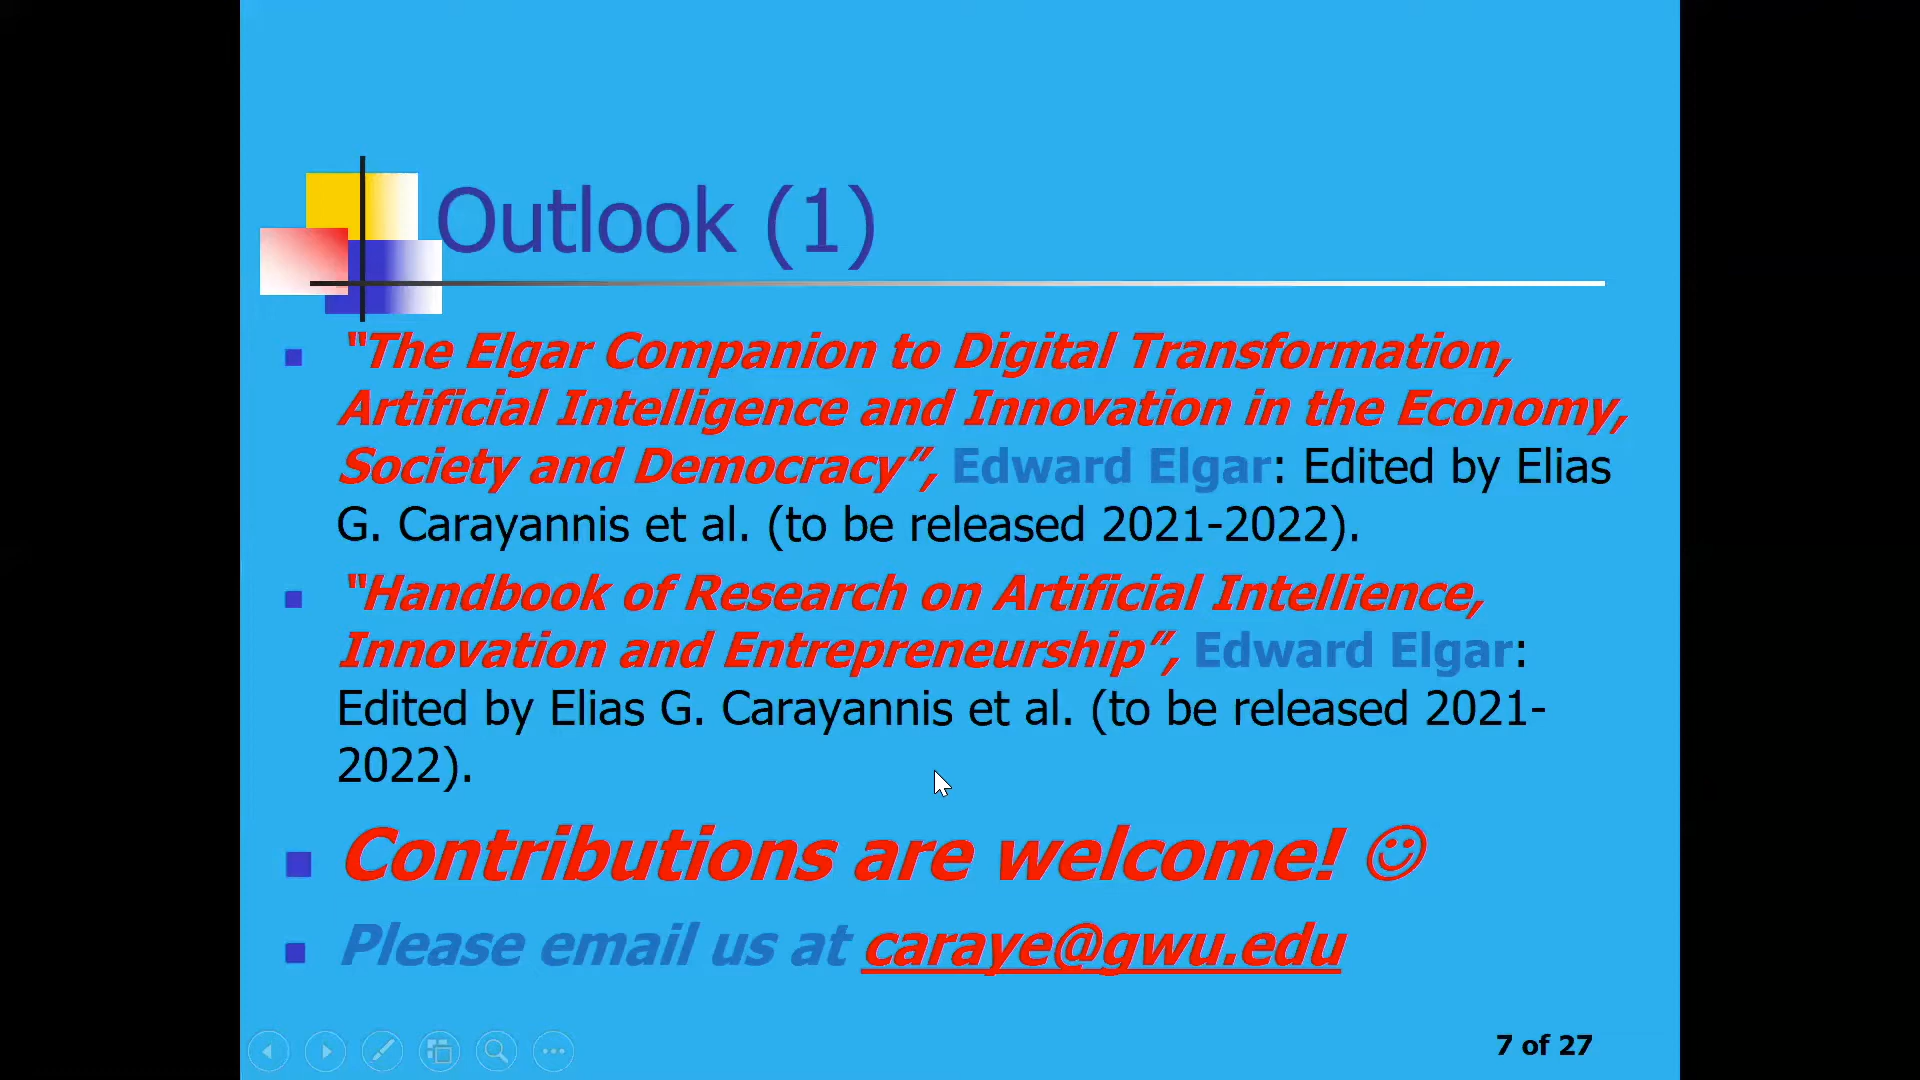 Outlook (1)
“The Elgar Companion to Digital Transformation,
Artificial Intelligence and Innovation in the Economy,
Society and Democracy”, Edward Elgar: Edited by Elias
G. Carayannis et al. (to be released 2021-2022).
“Handbook of Research on Artificial Intellience,
Innovation and Entrepreneurship”, Edward Elgar:
Edited by Elias G. Carayannis et al. (to be released 2021-
2022).
Contributions are welcome! ☺
Please email us at caraye@gwu.edu
7 of 27